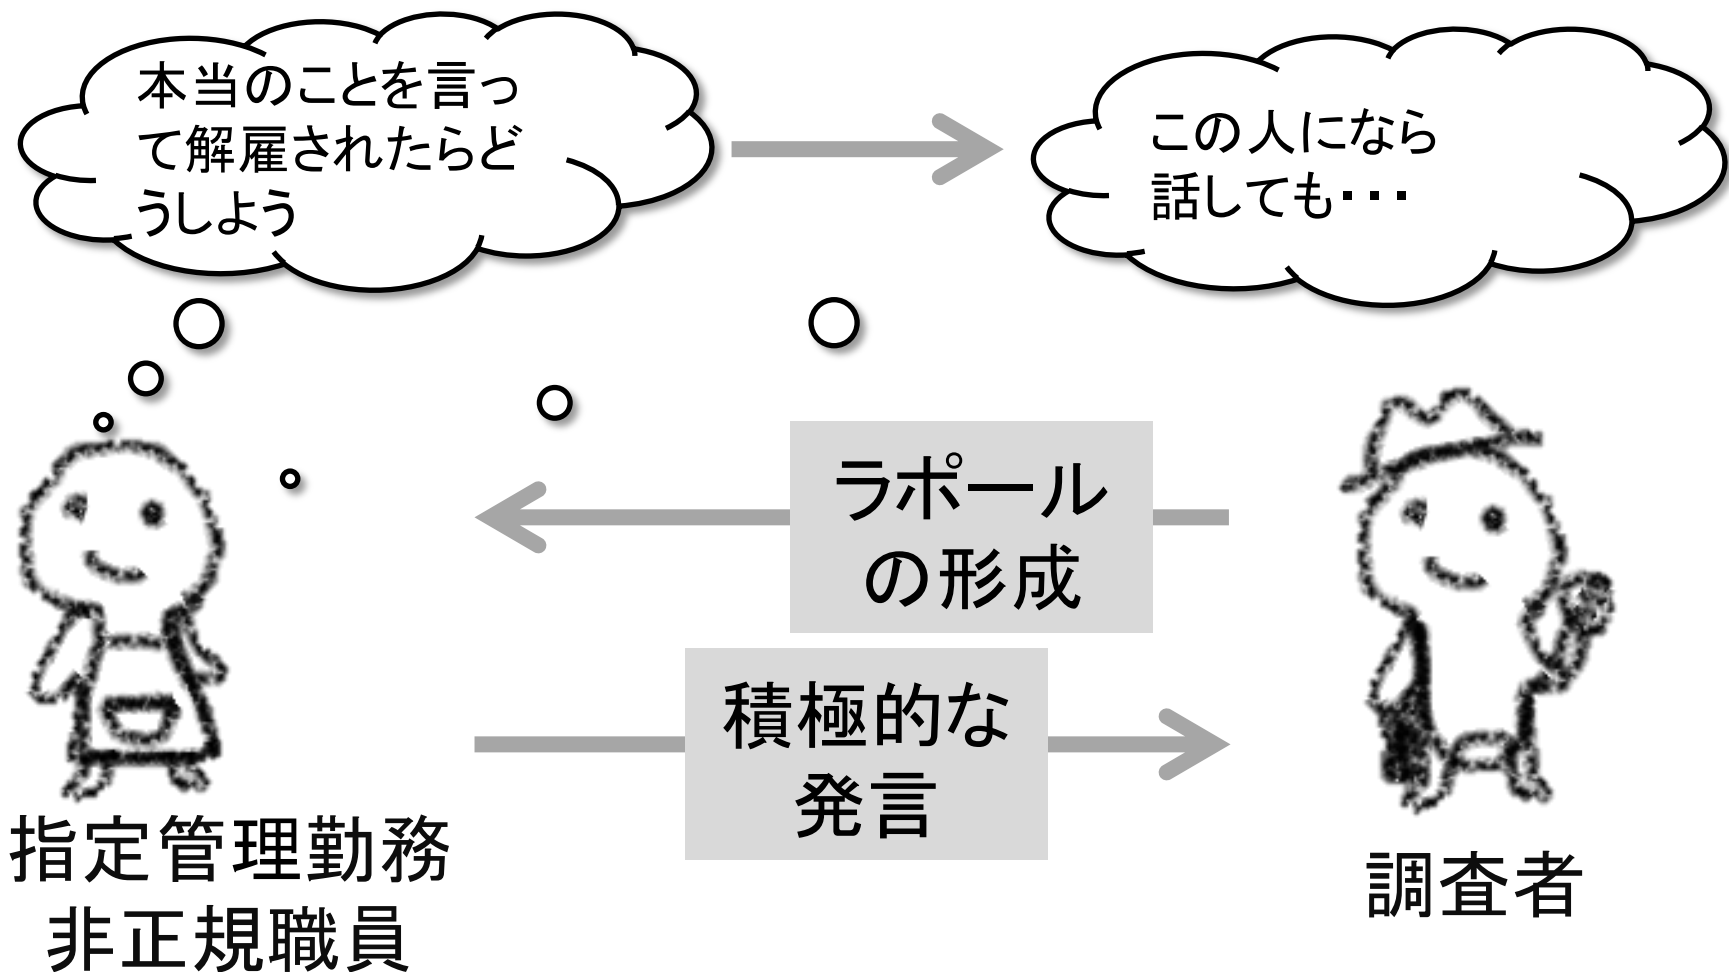 本当のことを言っ
て解雇されたらど
うしよう
この人になら
話しても・・・
ラポール
の形成
積極的な
発言
指定管理勤務
非正規職員
調査者